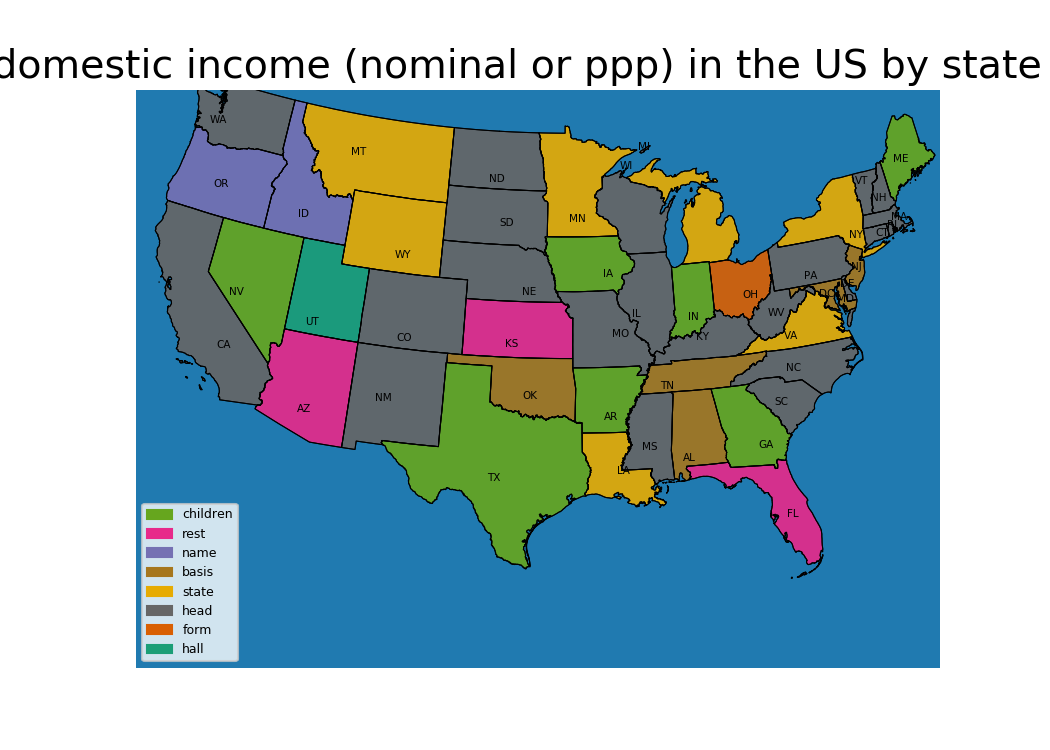 domestic income (nominal or ppp) in the US by state
WA
MT
ND
MI
WI
ME
VT
NH
OR
ID
SD
MN
MA
RI
CT
NY
WY
NE
IA
PA
NJ
NV
UT
CO
KS
MO
IL
IN
OH
WV
VA
KY
DE
DC
MD
CA
AZ
NM
OK
AR
TN
NC
SC
TX
LA
MS
AL
GA
FL
children
rest
name
basis
state
head
form
hall